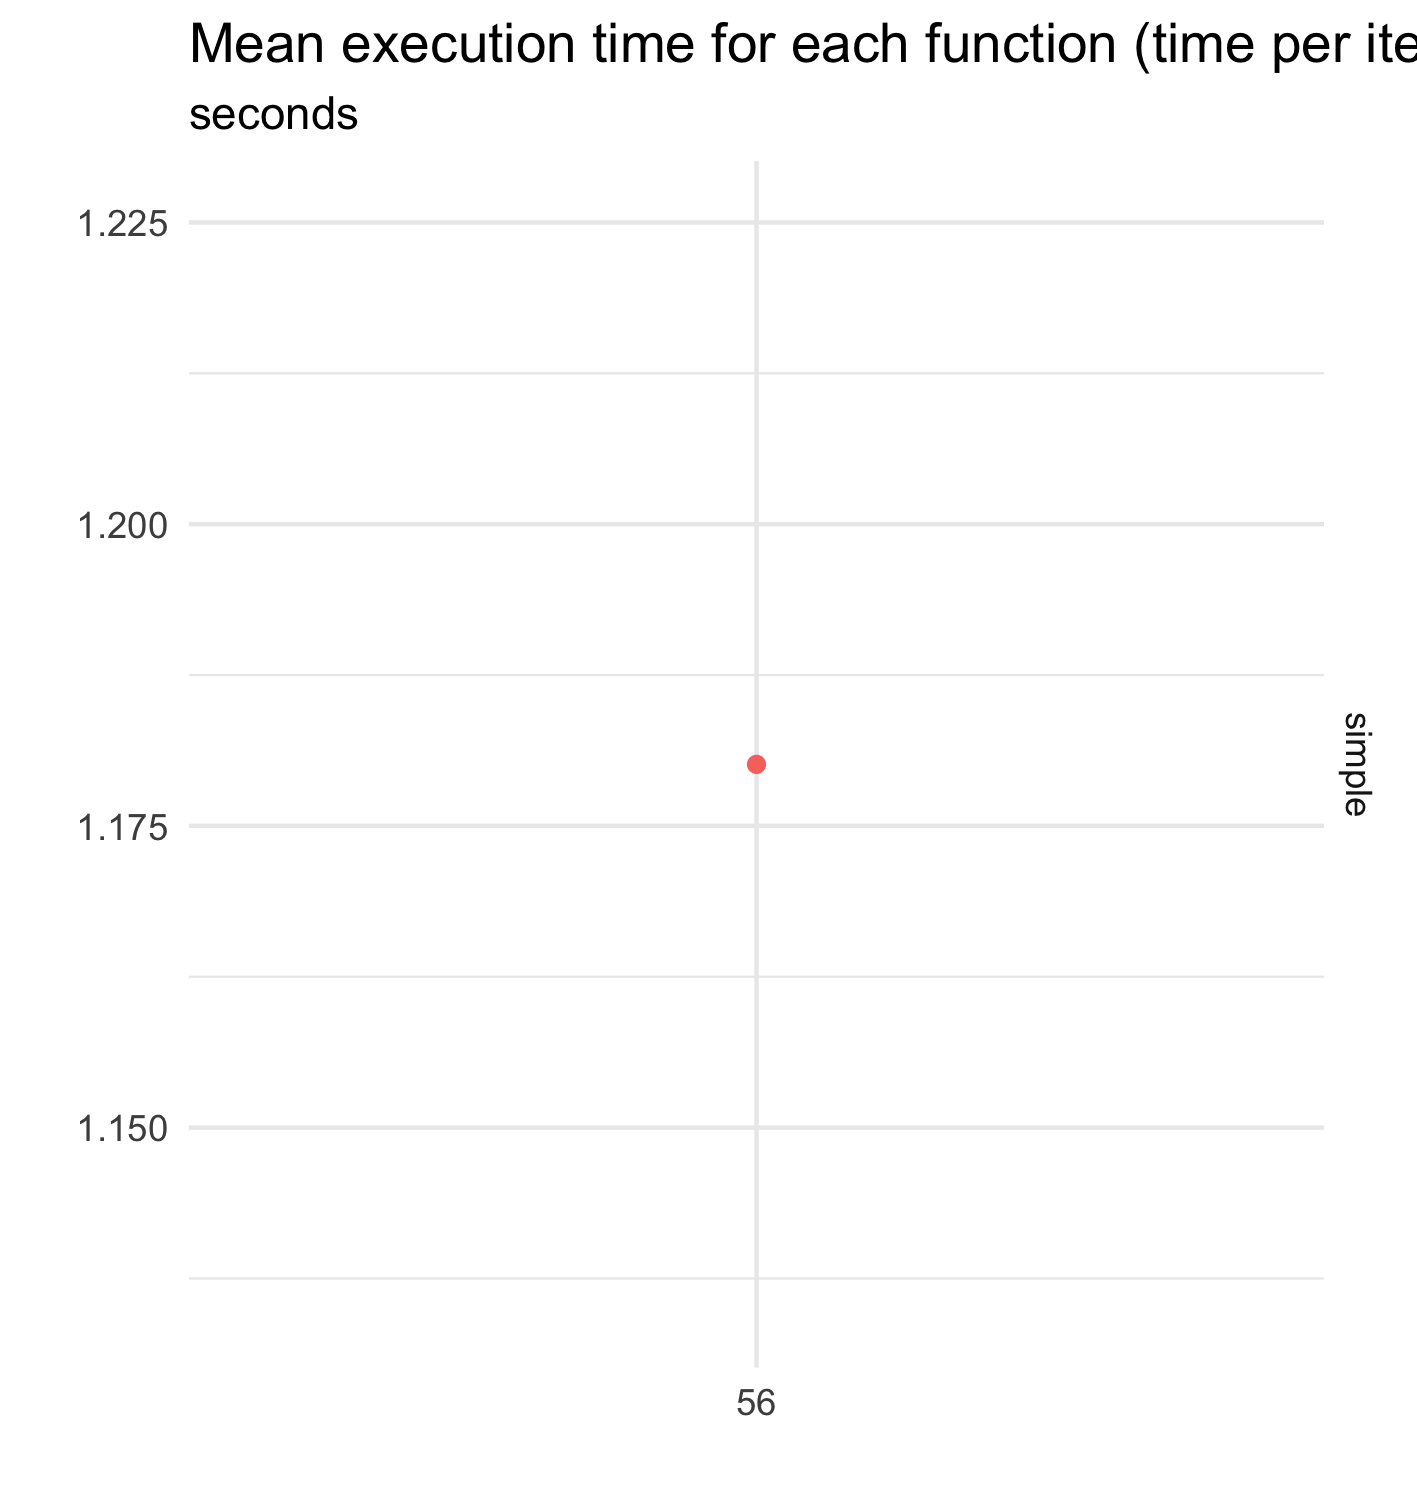 Mean execution time for each function (time per ite
seconds
1.225
1.200
1.175
1.150
simple
56